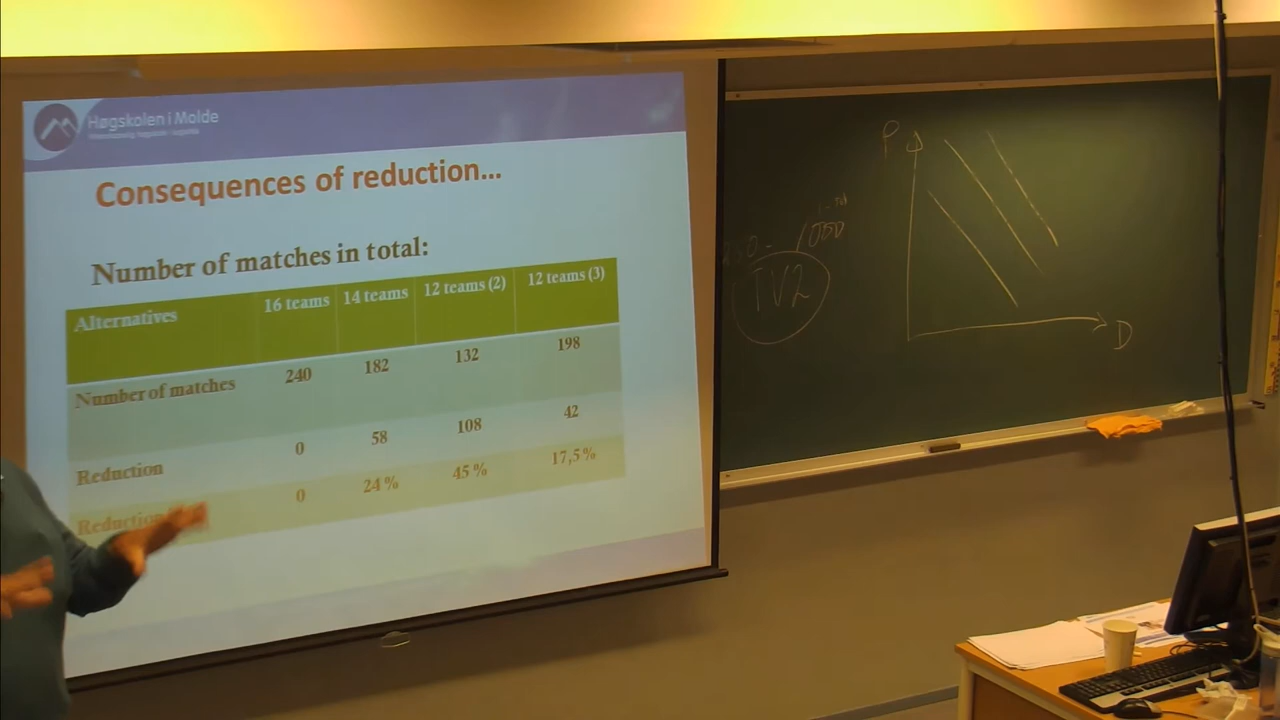 Høgskolen i Molde
Consequences of reduction...
Number of matches in total:
Alternatives 16 teams 14 teams 12 teams (2) 12 teams (3)
Number of matches 240 182 132 198
Reduction 0 58 108 42
Reduction 0 24 % 45 % 17,5 %
P
TV2
D